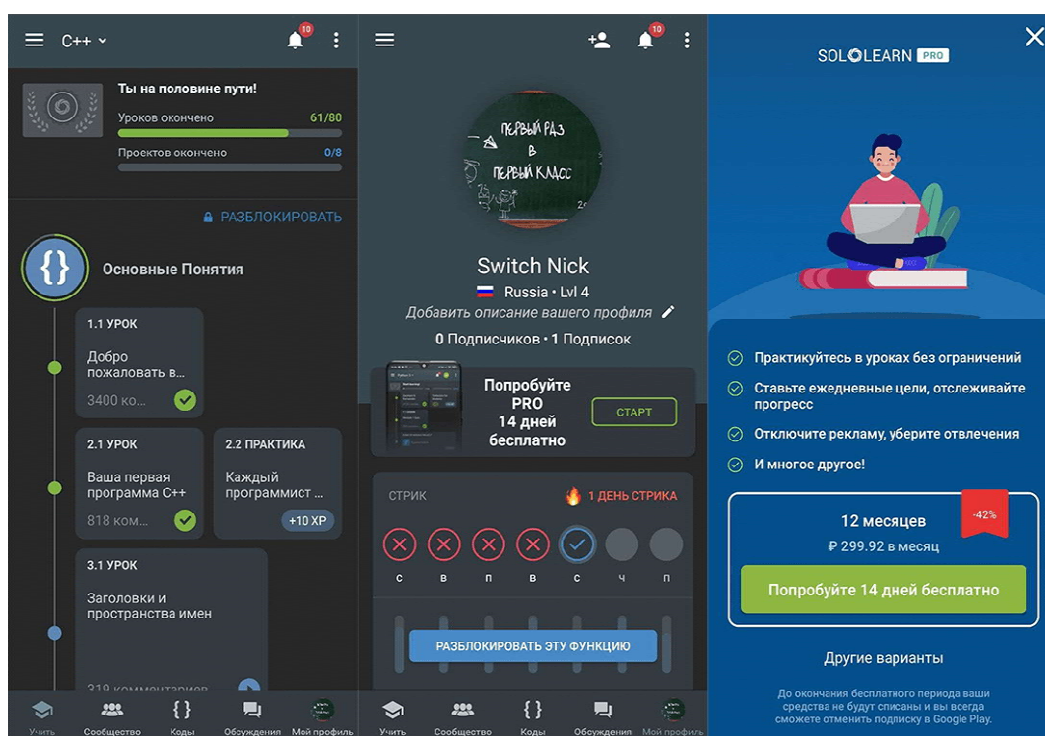 C++
10
Ты на половине пути!
Уроков окончено 61/80
Проектов окончено 0/8
РАЗБЛОКИРОВАТЬ
{ }
Основные Понятия
1.1 УРОК
Добро
пожаловать в...
3400 ко...
2.1 УРОК
Ваша первая
программа C++
818 ком...
2.2 ПРАКТИКА
Каждый
программист ...
+10 XP
3.1 УРОК
Заголовки и
пространства имен
319 комментариев
Учить
Сообщество
Коды
Обсуждения
Мой профиль
10
ПЕРВЫЙ РАЗ
В
ПЕРВЫЙ КЛАСС
Switch Nick
Russia • Lvl 4
Добавить описание вашего профиля
0 Подписчиков • 1 Подписок
Попробуйте
PRO
14 дней
бесплатно
СТАРТ
СТРИК
1 ДЕНЬ СТРИКА
С В П В С Ч П
РАЗБЛОКИРОВАТЬ ЭТУ ФУНКЦИЮ
Учить
Сообщество
Коды
Обсуждения
Мой профиль
SOLOLEARN PRO
Практикуйтесь в уроках без ограничений
Ставьте ежедневные цели, отслеживайте
прогресс
Отключите рекламу, уберите отвлечения
И многое другое!
-42%
12 месяцев
₽ 299.92 в месяц
Попробуйте 14 дней бесплатно
Другие варианты
До окончания бесплатного периода ваши
средства не будут списаны и вы всегда
сможете отменить подписку в Google Play.